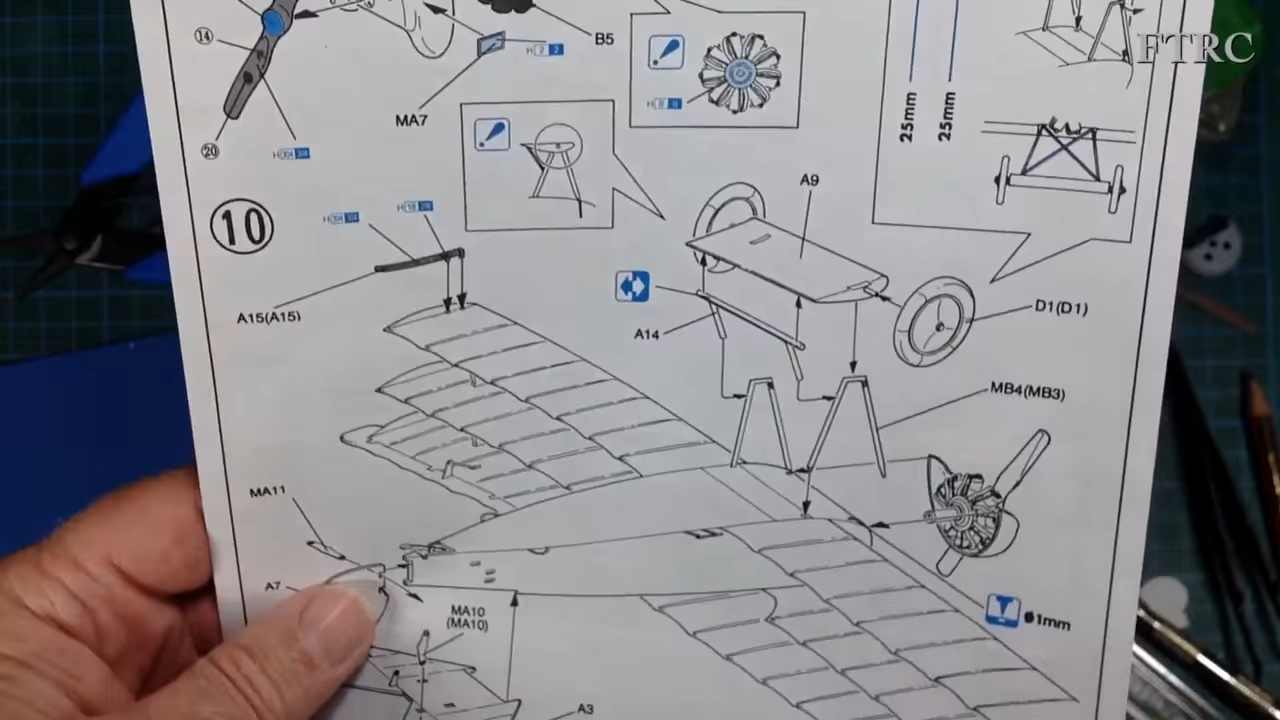 FTRC
14
B5
MA7
20
25mm
25mm
10
A9
A15(A15)
A14
D1(D1)
MB4(MB3)
MA11
A7
MA10
(MA10)
ø1mm
A3